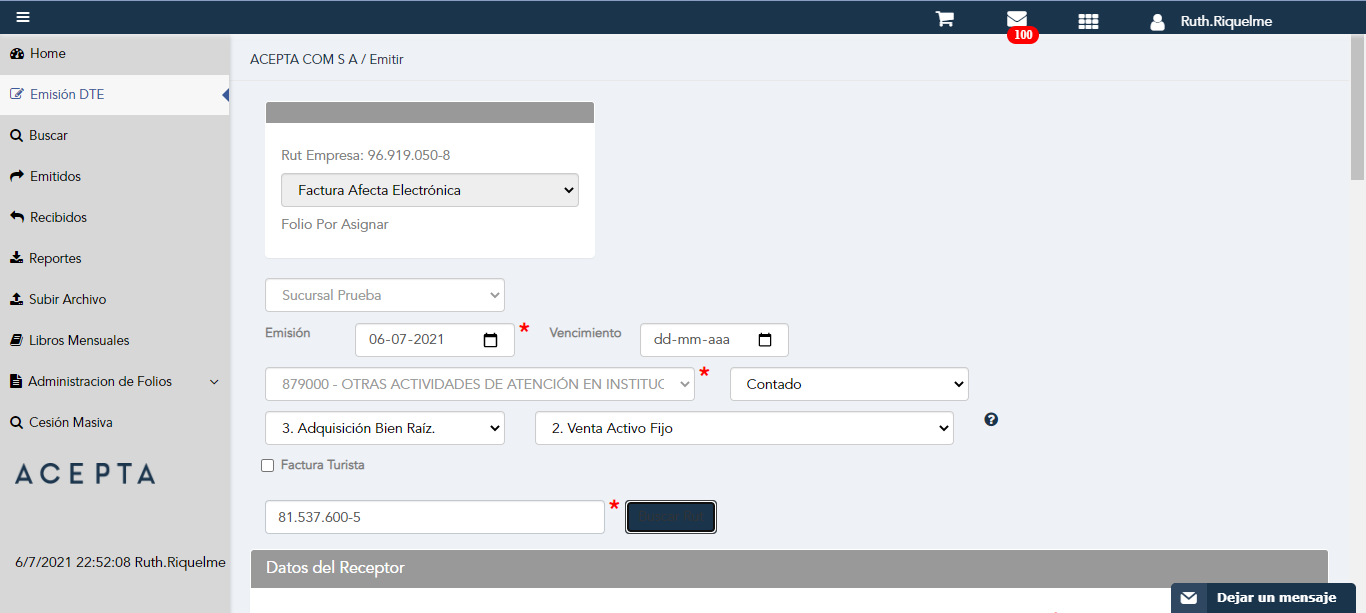 100
Ruth.Riquelme
Home
Emisión DTE
Buscar
Emitidos
Recibidos
Reportes
Subir Archivo
Libros Mensuales
Administracion de Folios
Cesión Masiva
ACEPTA
6/7/2021 22:52:08 Ruth.Riquelme
ACEPTA COM S A / Emitir
Rut Empresa: 96.919.050-8
Factura Afecta Electrónica
Folio Por Asignar
Sucursal Prueba
Emisión 06-07-2021 * Vencimiento dd-mm-aaa
879000 - OTRAS ACTIVIDADES DE ATENCIÓN EN INSTITUC * Contado
3. Adquisición Bien Raíz. 2. Venta Activo Fijo ?
Factura Turista
81.537.600-5 *
Datos del Receptor
Dejar un mensaje